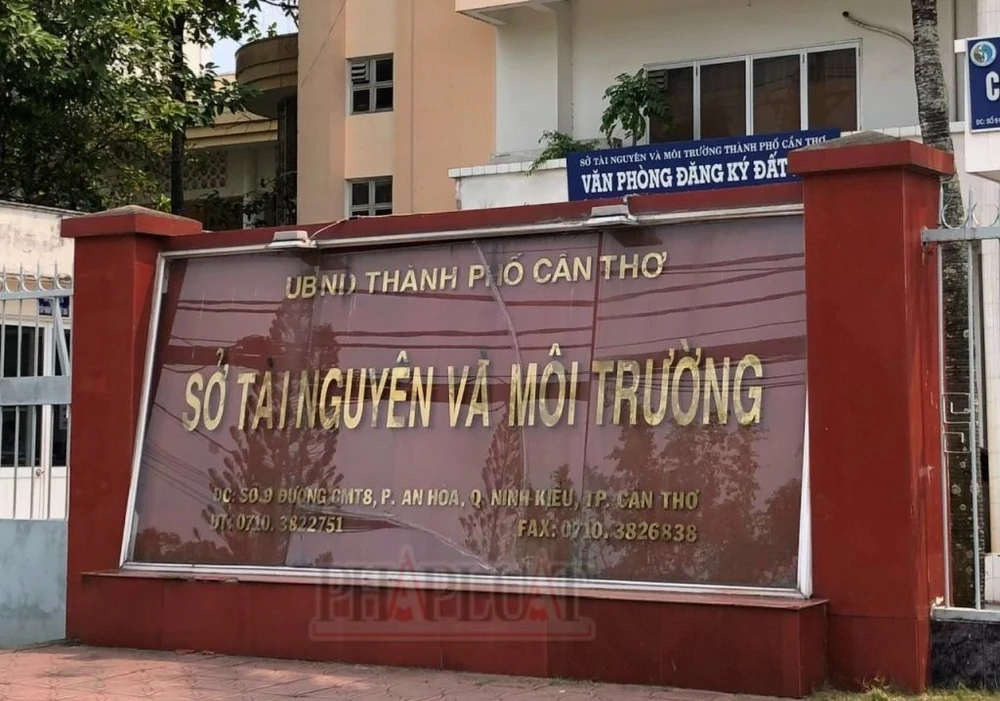 SỞ TÀI NGUYÊN VÀ MÔI TRƯỜNG THÀNH PHỐ CẦN THƠ
VĂN PHÒNG ĐĂNG KÝ ĐẤT
C
UBND THÀNH PHỐ CẦN THƠ
SỞ TÀI NGUYÊN VÀ MÔI TRƯỜNG
ĐC: SỐ 9 ĐƯỜNG CMT8, P. AN HÒA, Q. NINH KIỀU, TP. CẦN THƠ
ĐT: 0710. 3822751 FAX: 0710. 3826838
PHÁP LUẬT